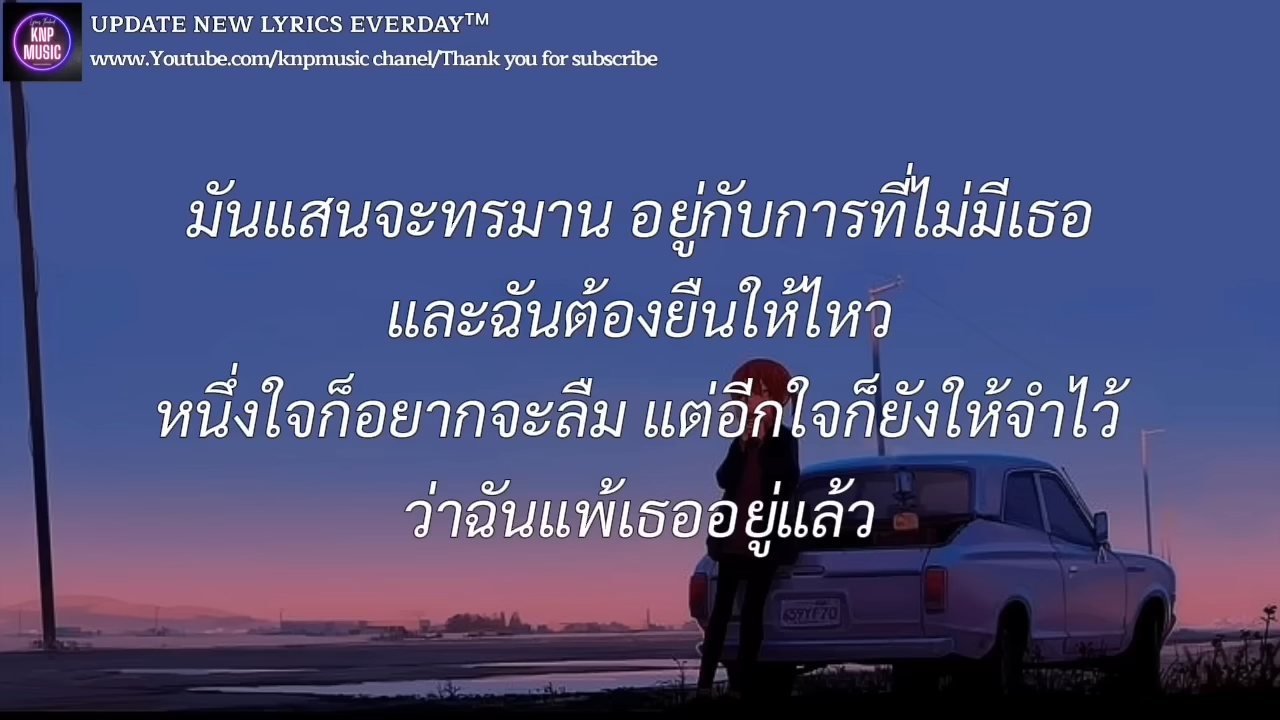 UPDATE NEW LYRICS EVERDAY™
KNP
MUSIC
www.Youtube.com/knpmusic chanel/Thank you for subscribe
มันแสนจะทรมาน อยู่กับการที่ไม่มีเธอ
และฉันต้องยืนให้ไหว
หนึ่งใจก็อยากจะลืม แต่อีกใจก็ยังให้จำไว้
ว่าฉันแพ้เธออยู่แล้ว